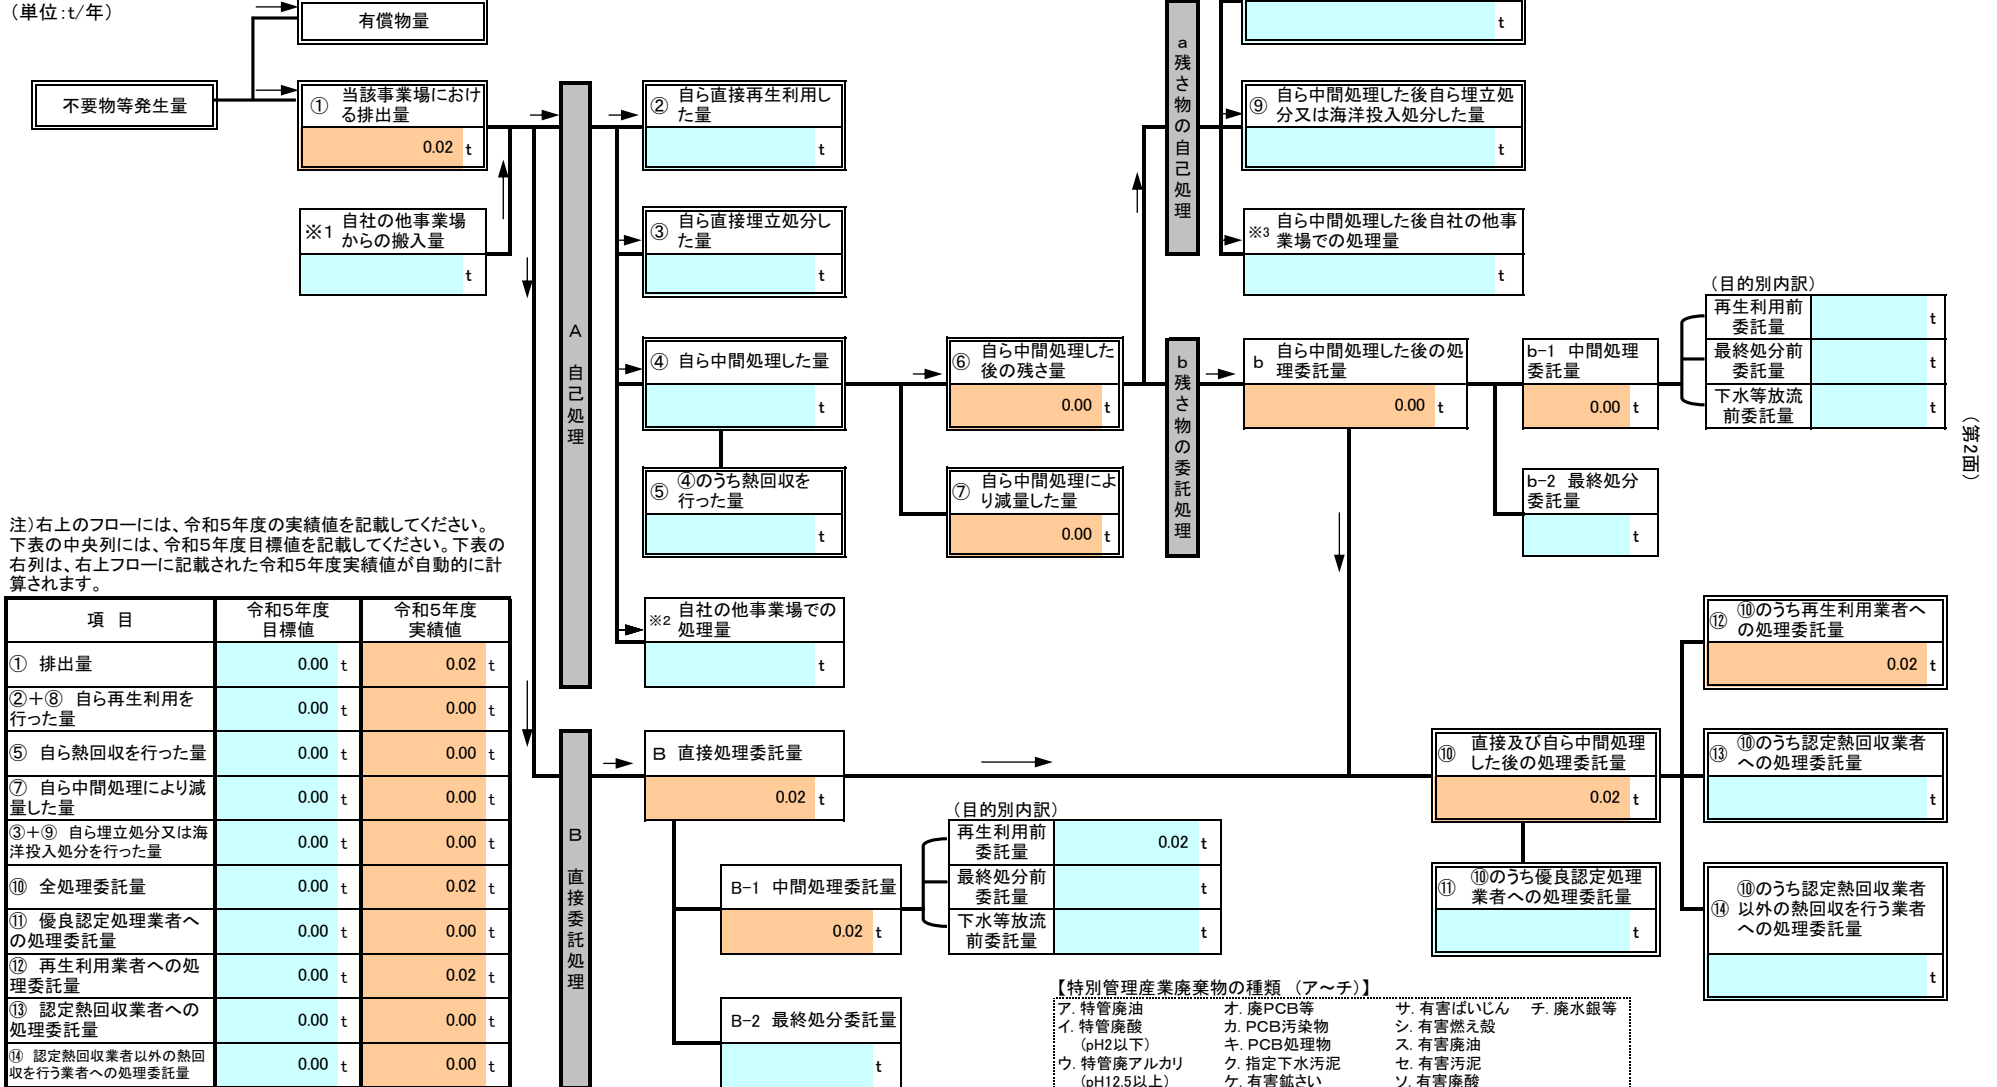 （単位：t/年）
有償物量
不要物等発生量
① 当該事業場におけ
る排出量
0.02 t
※1 自社の他事業場
からの搬入量
t
A 自己処理
② 自ら直接再生利用し
た量
t
③ 自ら直接埋立処分し
た量
t
④ 自ら中間処理した量
t
⑤ ④のうち熱回収を
行った量
t
※2 自社の他事業場での
処理量
t
⑥ 自ら中間処理した
後の残さ量
0.00 t
⑦ 自ら中間処理によ
り減量した量
0.00 t
a 残さ物の自己処理
t
⑨ 自ら中間処理した後自ら埋立処
分又は海洋投入処分した量
t
※3 自ら中間処理した後自社の他事
業場での処理量
t
b 残さ物の委託処理
b 自ら中間処理した後の処
理委託量
0.00 t
b-1 中間処理
委託量
0.00 t
（目的別内訳）
再生利用前
委託量 t
最終処分前
委託量 t
下水等放流
前委託量 t
b-2 最終処分
委託量
t
（第2面）
注）右上のフローには、令和5年度の実績値を記載してください。
下表の中央列には、令和5年度目標値を記載してください。下表の
右列は、右上フローに記載された令和5年度実績値が自動的に計
算されます。
項 目 令和5年度 目標値 令和5年度 実績値
① 排出量 0.00 t 0.02 t
②＋⑧ 自ら再生利用を
行った量 0.00 t 0.00 t
⑤ 自ら熱回収を行った量 0.00 t 0.00 t
⑦ 自ら中間処理により減
量した量 0.00 t 0.00 t
③＋⑨ 自ら埋立処分又は海
洋投入処分を行った量 0.00 t 0.00 t
⑩ 全処理委託量 0.00 t 0.02 t
⑪ 優良認定処理業者へ
の処理委託量 0.00 t 0.00 t
⑫ 再生利用業者への処
理委託量 0.00 t 0.02 t
⑬ 認定熱回収業者への
処理委託量 0.00 t 0.00 t
⑭ 認定熱回収業者以外の熱回
収を行う業者への処理委託量 0.00 t 0.00 t
B 直接委託処理
B 直接処理委託量
0.02 t
B-1 中間処理委託量
0.02 t
（目的別内訳）
再生利用前
委託量 0.02 t
最終処分前
委託量 t
下水等放流
前委託量 t
B-2 最終処分委託量
t
⑩ 直接及び自ら中間処理
した後の処理委託量
0.02 t
⑪ ⑩のうち優良認定処理
業者への処理委託量
t
⑫ ⑩のうち再生利用業者へ
の処理委託量
0.02 t
⑬ ⑩のうち認定熱回収業者
への処理委託量
t
⑭ ⑩のうち認定熱回収業者
以外の熱回収を行う業者
への処理委託量
t
【特別管理産業廃棄物の種類 （ア～チ）】
ア. 特管廃油 オ. 廃PCB等 サ. 有害ばいじん チ. 廃水銀等
イ. 特管廃酸 カ. PCB汚染物 シ. 有害燃え殻
（pH2以下） キ. PCB処理物 ス. 有害廃油
ウ. 特管廃アルカリ ク. 指定下水汚泥 セ. 有害汚泥
（pH12.5以上） ケ. 有害鉱さい ソ. 有害廃酸